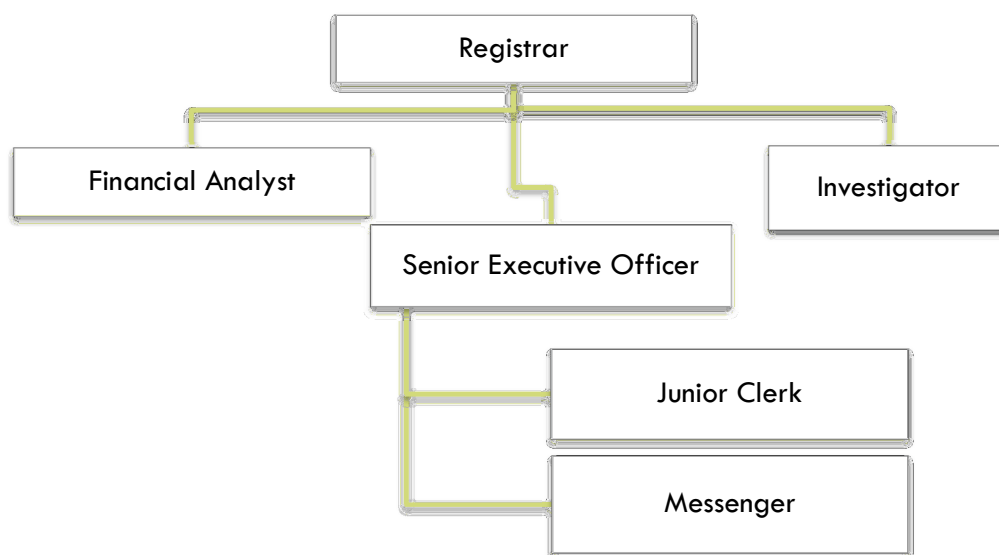 Registrar
Financial Analyst
Investigator
Senior Executive Officer
Junior Clerk
Messenger